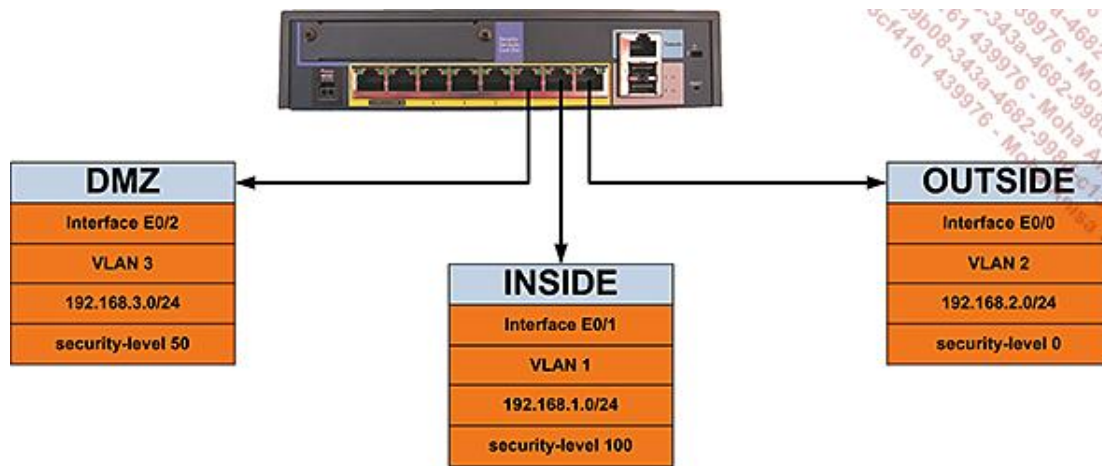 DMZ
Interface E0/2
VLAN 3
192.168.3.0/24
security-level 50
INSIDE
Interface E0/1
VLAN 1
192.168.1.0/24
security-level 100
OUTSIDE
Interface E0/0
VLAN 2
192.168.2.0/24
security-level 0